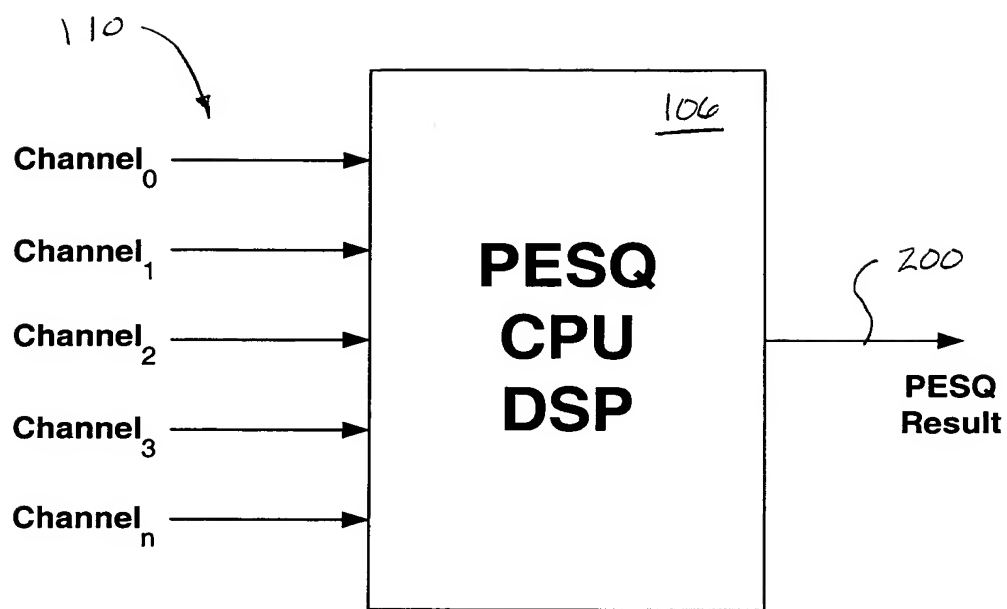 110
106
Channel0
Channel1
PESQ
200
Channel2
CPU
PESQ
Result
Channel3
DSP
Channeln